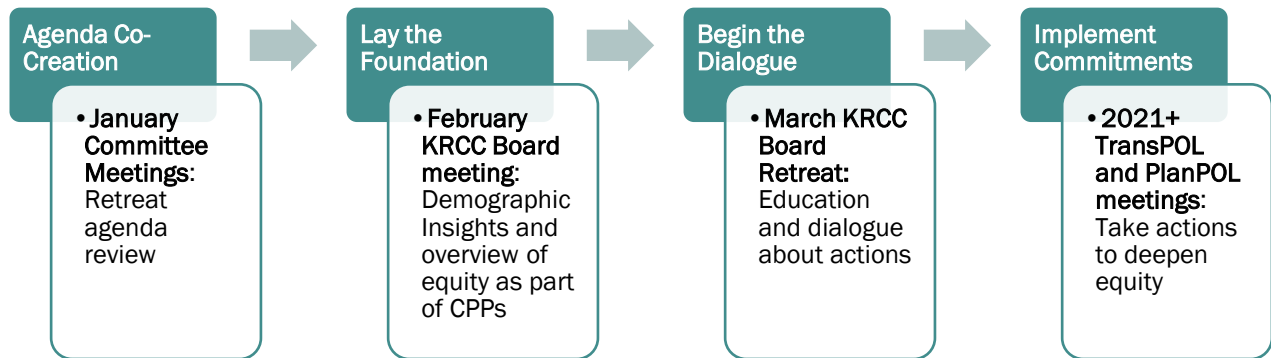 Agenda Co-
Creation
• January
Committee
Meetings:
Retreat
agenda
review
Lay the
Foundation
• February
KRCC Board
meeting:
Demographic
Insights and
overview of
equity as part
of CPPs
Begin the
Dialogue
• March KRCC
Board
Retreat:
Education
and dialogue
about actions
Implement
Commitments
• 2021+
TransPOL
and PlanPOL
meetings:
Take actions
to deepen
equity